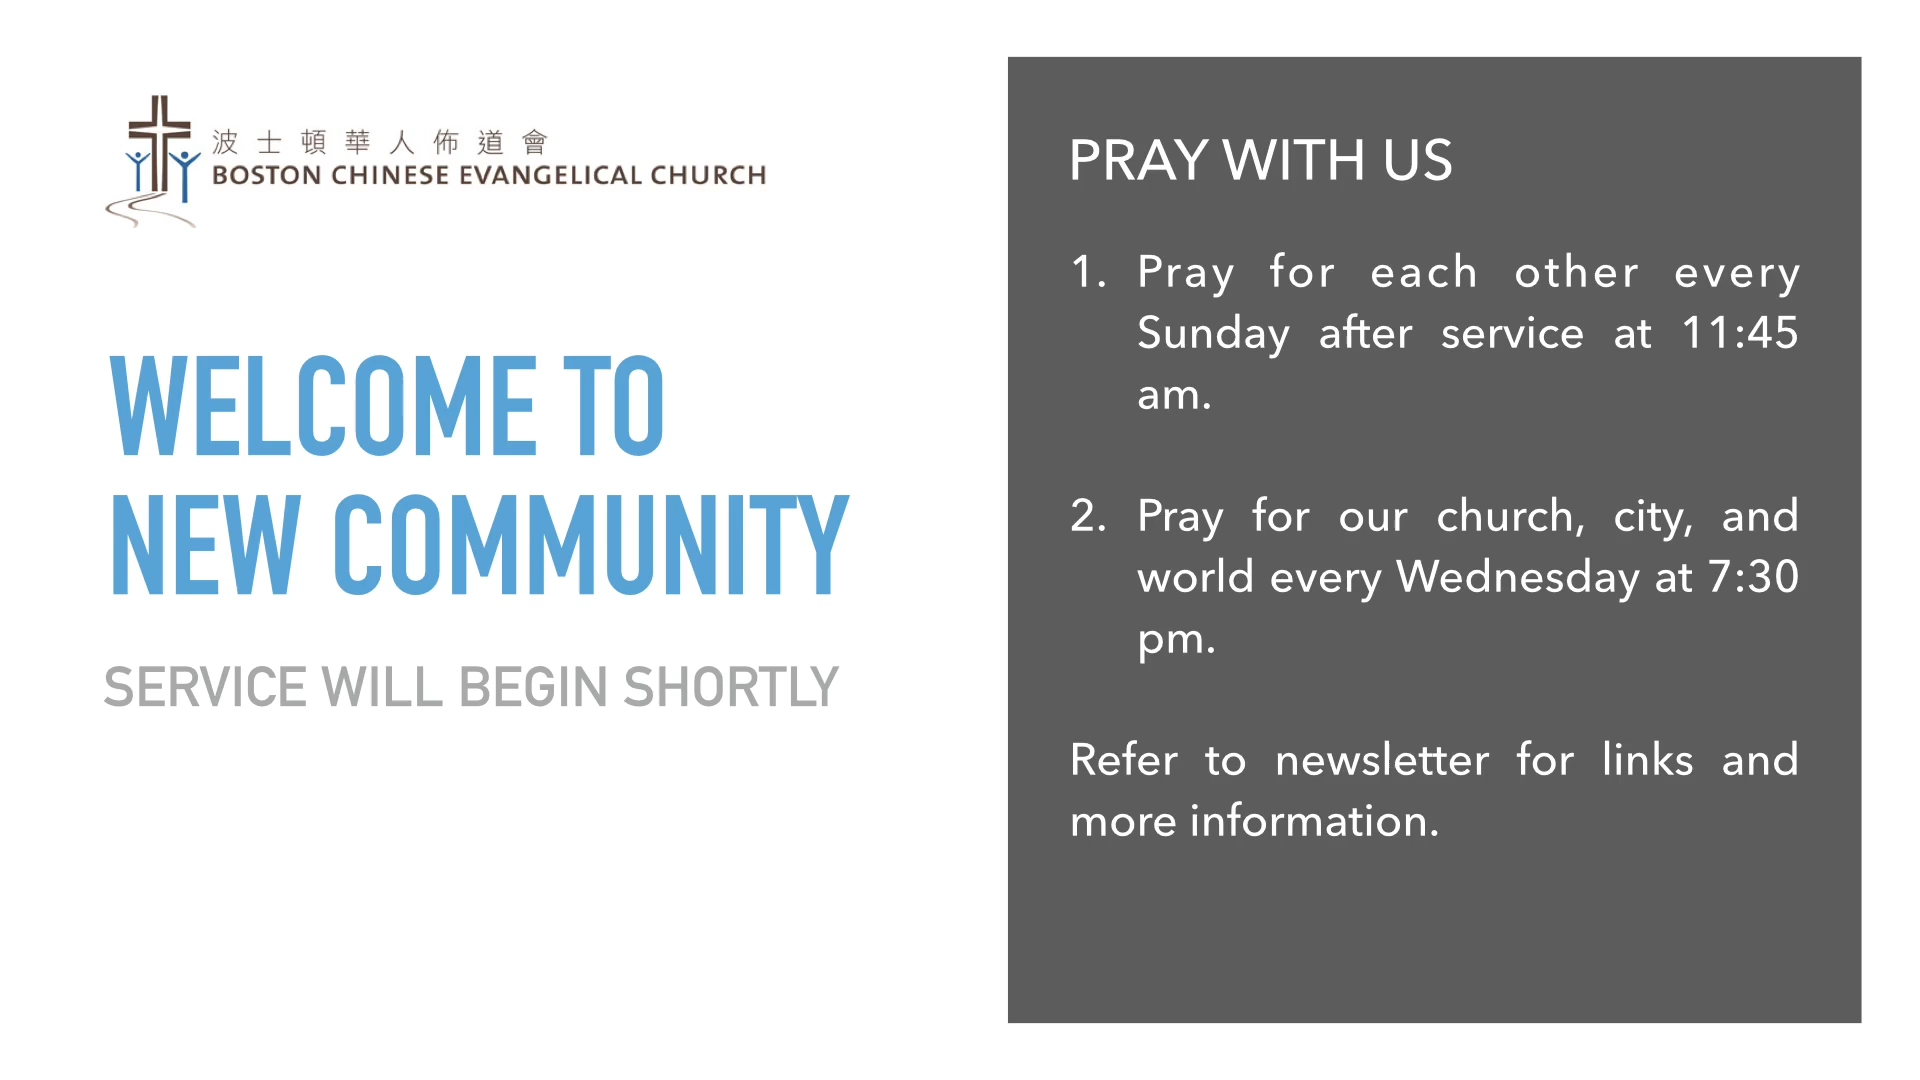 波士頓華人佈道會
BOSTON CHINESE EVANGELICAL CHURCH
WELCOME TO
NEW COMMUNITY
SERVICE WILL BEGIN SHORTLY
PRAY WITH US
1. Pray for each other every
Sunday after service at 11:45
am.
2. Pray for our church, city, and
world every Wednesday at 7:30
pm.
Refer to newsletter for links and
more information.